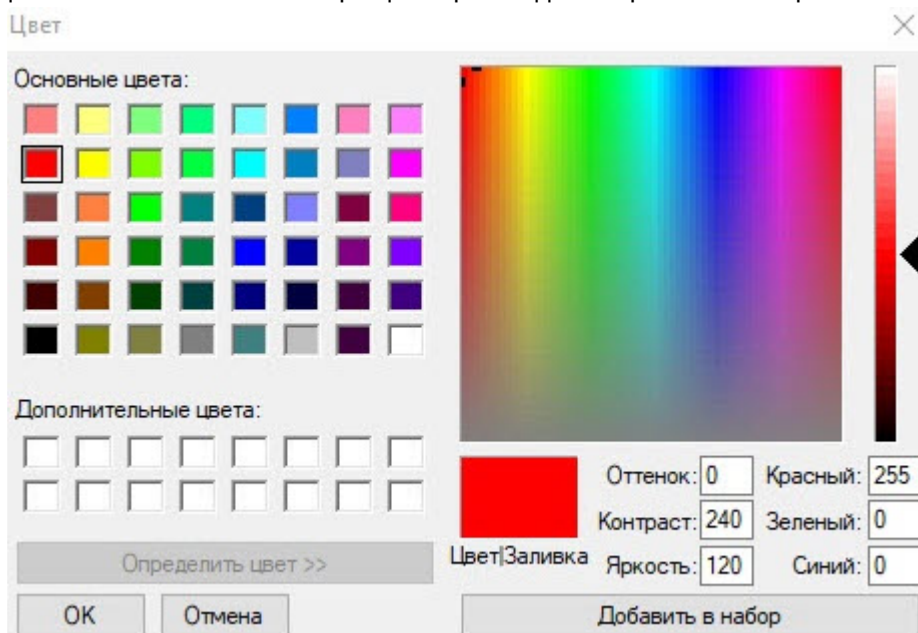 Цвет
Основные цвета:
Дополнительные цвета:
Определить цвет >>
OK
Отмена
Цвет|Заливка
Оттенок: 0
Контраст: 240
Яркость: 120
Красный: 255
Зеленый: 0
Синий: 0
Добавить в набор